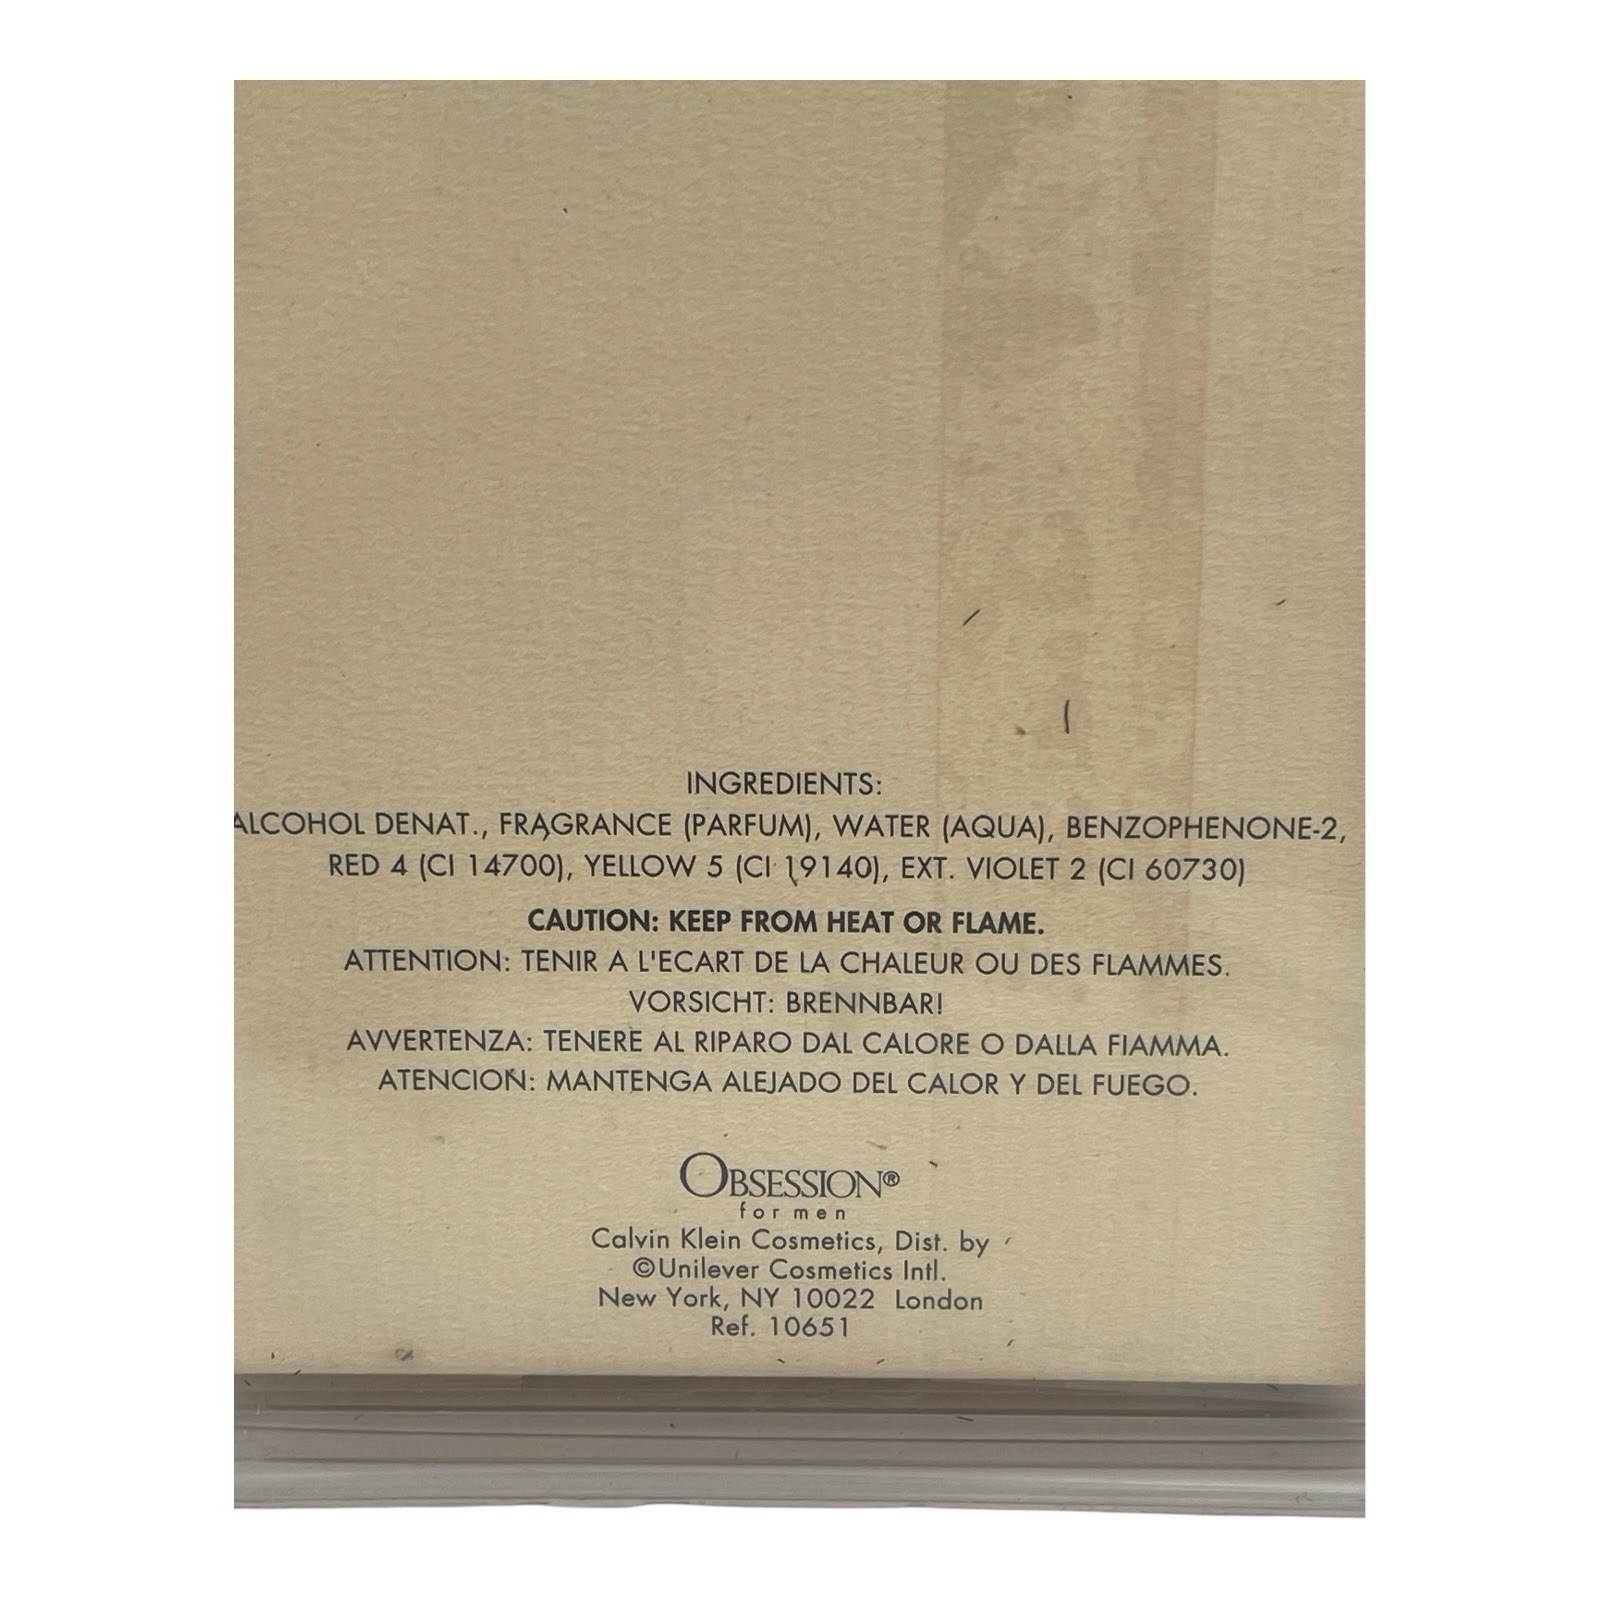 INGREDIENTS:
ALCOHOL DENAT., FRAGRANCE (PARFUM), WATER (AQUA), BENZOPHENONE-2,
RED 4 (CI 14700), YELLOW 5 (CI 19140), EXT. VIOLET 2 (CI 60730)
CAUTION: KEEP FROM HEAT OR FLAME.
ATTENTION: TENIR A L'ECART DE LA CHALEUR OU DES FLAMMES.
VORSICHT: BRENNBAR!
AVVERTENZA: TENERE AL RIPARO DAL CALORE O DALLA FIAMMA.
ATENCION: MANTENGA ALEJADO DEL CALOR Y DEL FUEGO.
OBSESSION®
for men
Calvin Klein Cosmetics, Dist. by
©Unilever Cosmetics Intl.
New York, NY 10022 London
Ref. 10651